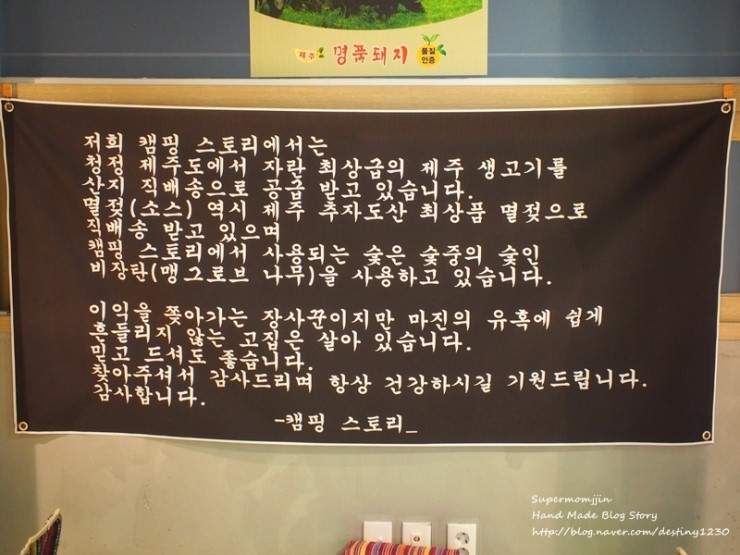 제주 명품돼지 품질인증
저희 캠핑 스토리에서는
청정 제주도에서 자란 최상급의 제주 생고기를
산지 직배송으로 공급 받고 있습니다.
멸젖(소스) 역시 제주 추자도산 최상품 멸젖으로
직배송 받고 있으며
캠핑 스토리에서 사용되는 숯은 숯중의 숯인
비장탄(맹그로브 나무)을 사용하고 있습니다.
이익을 쫒아가는 장사꾼이지만 마진의 유혹에 쉽게
흔들리지 않는 고집은 살아 있습니다.
믿고 드셔도 좋습니다.
찾아주셔서 감사드리며 항상 건강하시길 기원드립니다.
감사합니다.
-캠핑 스토리_
Supermomjjin
Hand Made Blog Story
http://blog.naver.com/destiny1230